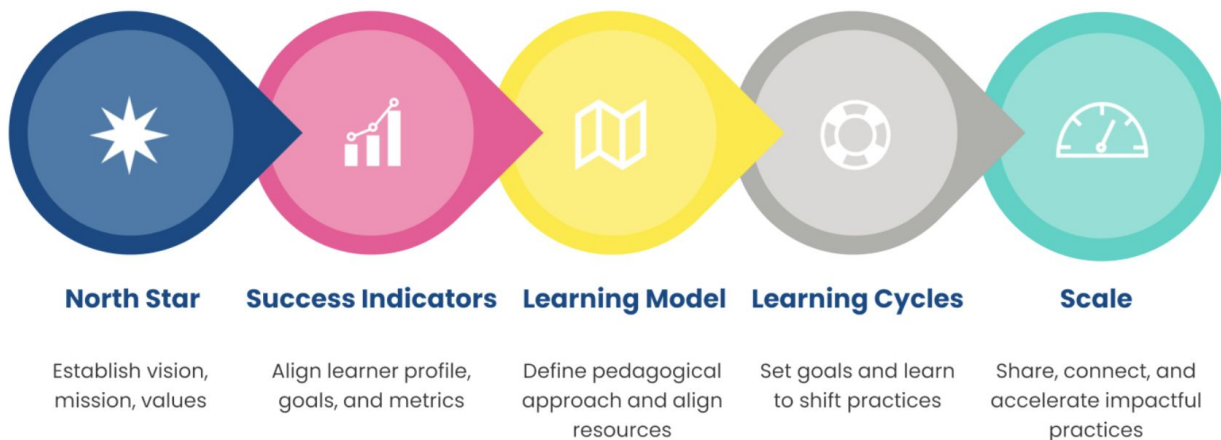 North Star
Success Indicators
Learning Model
Learning Cycles
Scale
Establish vision,
mission, values
Align learner profile,
goals, and metrics
Define pedagogical
approach and align
resources
Set goals and learn
to shift practices
Share, connect, and
accelerate impactful
practices